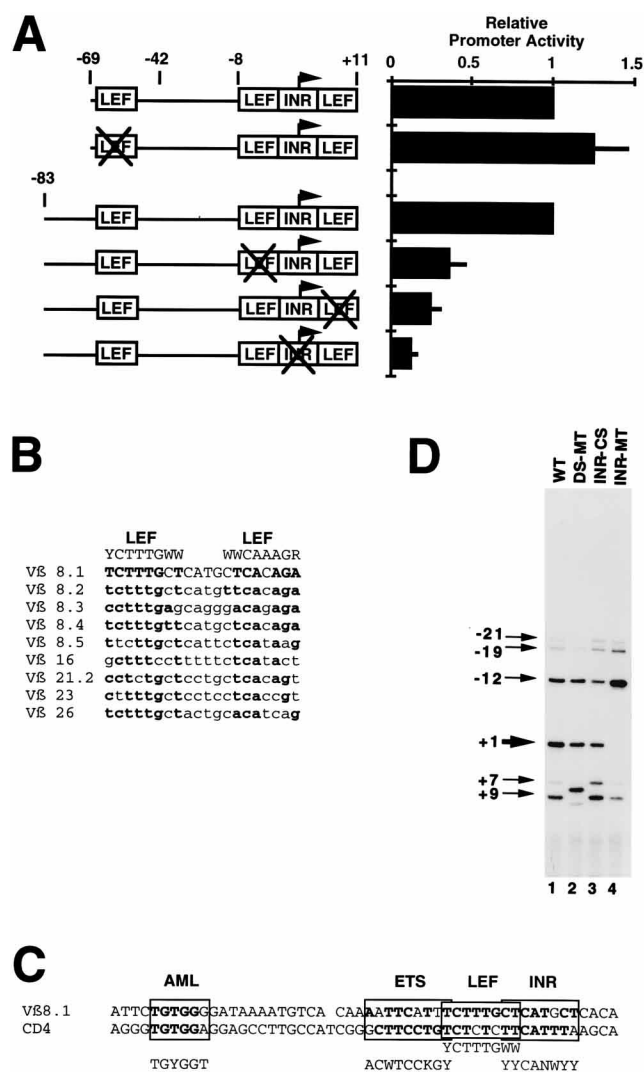 A
Relative
Promoter Activity
-69 -42 -8 +11 0 0.5 1 1.5
LEF LEF INR LEF
LEF LEF INR LEF
-83
LEF LEF INR LEF
LEF LEF INR LEF
LEF LEF INR LEF
LEF LEF INR LEF
B
LEF LEF
YCTTTGWW WWCAAAGR
Vß 8.1 TCTTTGCTCATGCTCACAGA
Vß 8.2 tctttgctcatgttcacaga
Vß 8.3 cctttgagcagggacagaga
Vß 8.4 tctttgttcatggttcacaga
Vß 8.5 ttcttgctcattctcataag
Vß 16 gctttccttttctcatact
Vß 21.2 cctctgctcctgctcacagt
Vß 23 cttttgctcctcctcaccgt
Vß 26 tctttgctactgcacatcag
D
WT DS-MT INR-CS INR-MT
-21
-19
-12
+1
+7
+9
1 2 3 4
C
AML ETS LEF INR
Vß8.1 ATTCTGTGGGGATAAAATGTCA CAAAATTCATTTCTTTGCTCATGCTCACA
CD4 AGGGTGTGGAGGAGCCTTGCCATCGGGCTTCCTGTCTCTCTTCATTTAAGCA
YCTTTGWW
TGYGGT ACWTCCKGY YYCANWYY